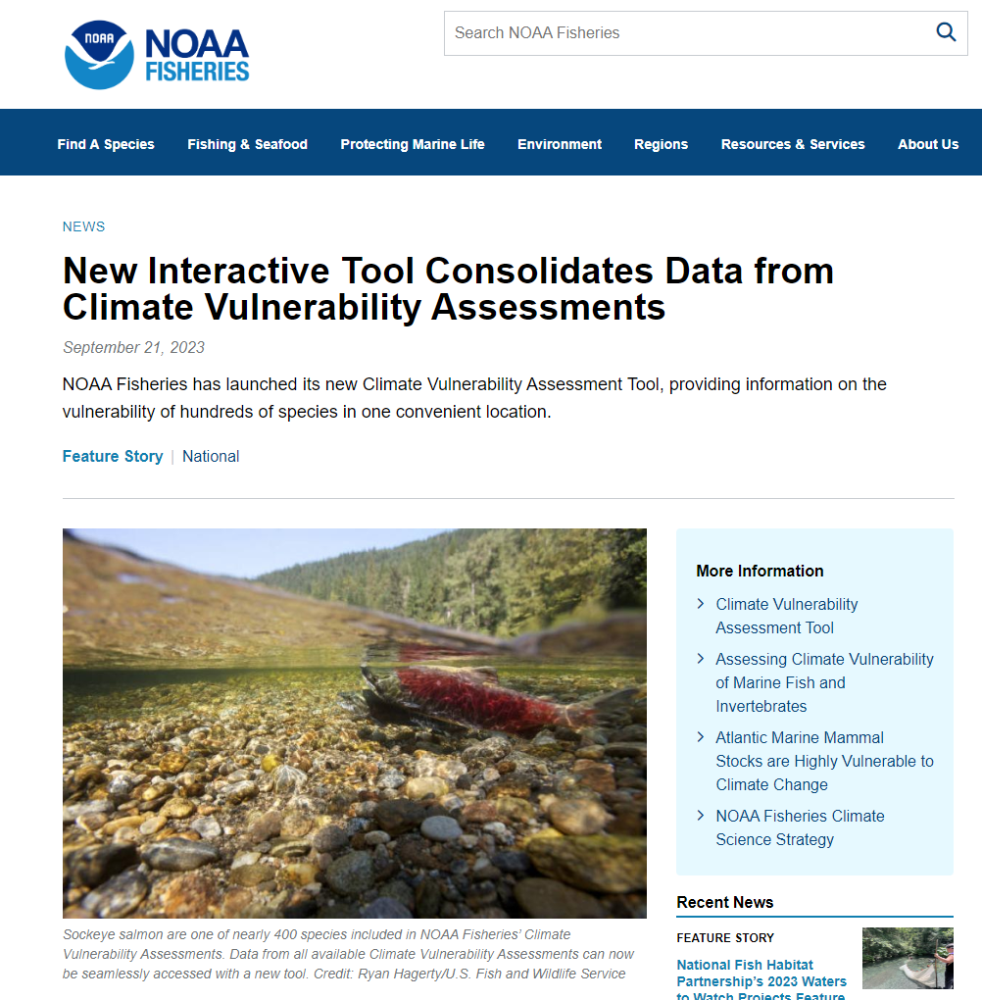 NOAA
NOAA
FISHERIES
Search NOAA Fisheries
Find A Species Fishing & Seafood Protecting Marine Life Environment Regions Resources & Services About Us
NEWS
New Interactive Tool Consolidates Data from
Climate Vulnerability Assessments
September 21, 2023
NOAA Fisheries has launched its new Climate Vulnerability Assessment Tool, providing information on the
vulnerability of hundreds of species in one convenient location.
Feature Story | National
Sockeye salmon are one of nearly 400 species included in NOAA Fisheries’ Climate
Vulnerability Assessments. Data from all available Climate Vulnerability Assessments can now
be seamlessly accessed with a new tool. Credit: Ryan Hagerty/U.S. Fish and Wildlife Service
More Information
Climate Vulnerability
Assessment Tool
Assessing Climate Vulnerability
of Marine Fish and
Invertebrates
Atlantic Marine Mammal
Stocks are Highly Vulnerable to
Climate Change
NOAA Fisheries Climate
Science Strategy
Recent News
FEATURE STORY
National Fish Habitat
Partnership’s 2023 Waters
to Watch Projects Feature